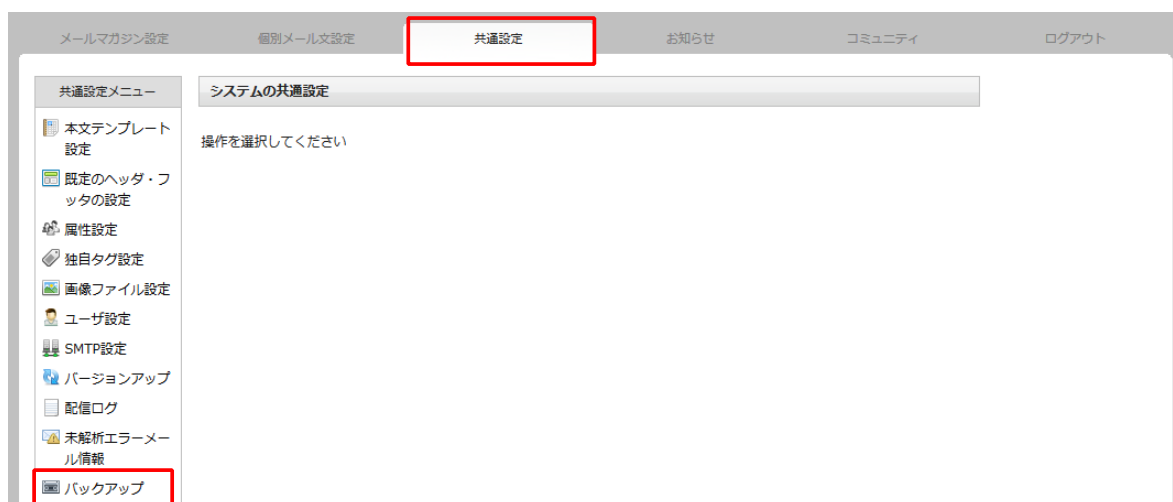 メールマガジン設定
個別メール文設定
共通設定
お知らせ
コミュニティ
ログアウト
共通設定メニュー
システムの共通設定
操作を選択してください
本文テンプレート
設定
既定のヘッダ・フ
ッタの設定
属性設定
独自タグ設定
画像ファイル設定
ユーザ設定
SMTP設定
バージョンアップ
配信ログ
未解析エラーメー
ル情報
バックアップ